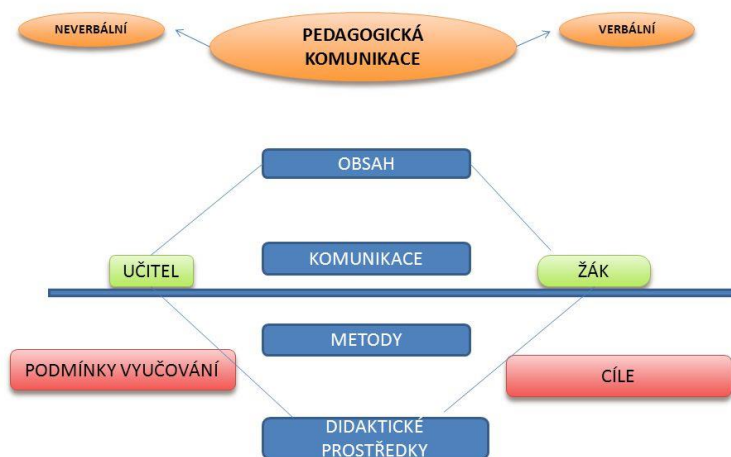 NEVERBÁLNÍ
PEDAGOGICKÁ
KOMUNIKACE
VERBÁLNÍ
OBSAH
UČITEL
KOMUNIKACE
ŽÁK
METODY
PODMÍNKY VYUČOVÁNÍ
CÍLE
DIDAKTICKÉ
PROSTŘEDKY